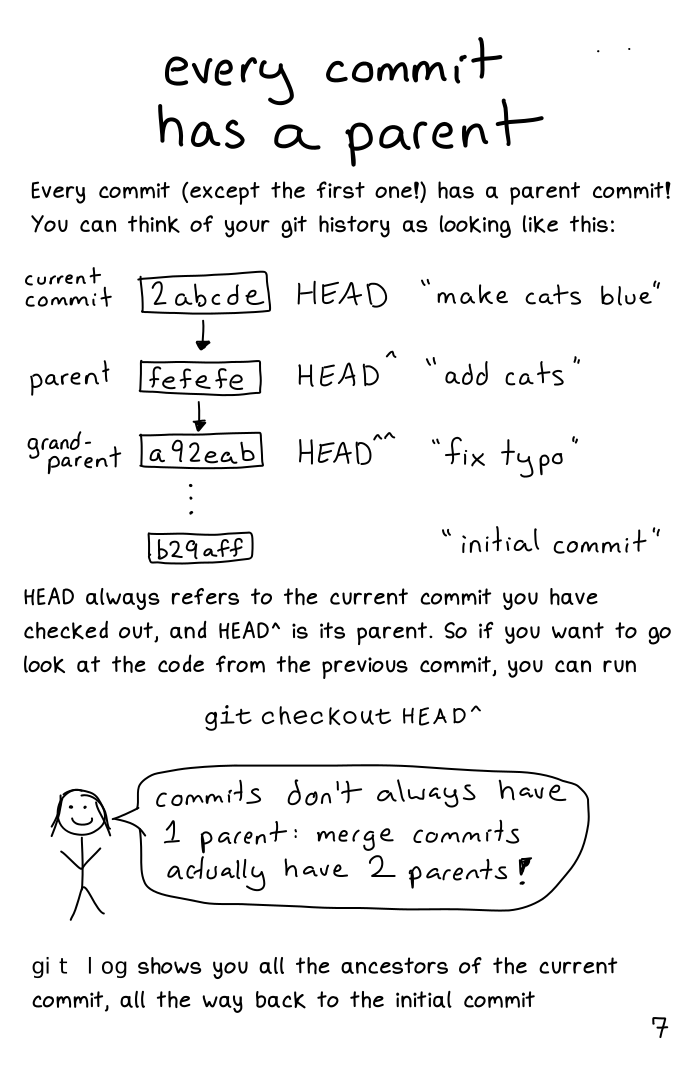 every commit
has a parent
Every commit (except the first one!) has a parent commit!
You can think of your git history as looking like this:
current
commit 2abcde HEAD "make cats blue"
parent fefefe HEAD^ "add cats"
grand-
parent a92eab HEAD^^ "fix typo"
b29aff "initial commit"
HEAD always refers to the current commit you have
checked out, and HEAD^ is its parent. So if you want to go
look at the code from the previous commit, you can run
git checkout HEAD^
commits don't always have
1 parent: merge commits
actually have 2 parents!
git log shows you all the ancestors of the current
commit, all the way back to the initial commit
7